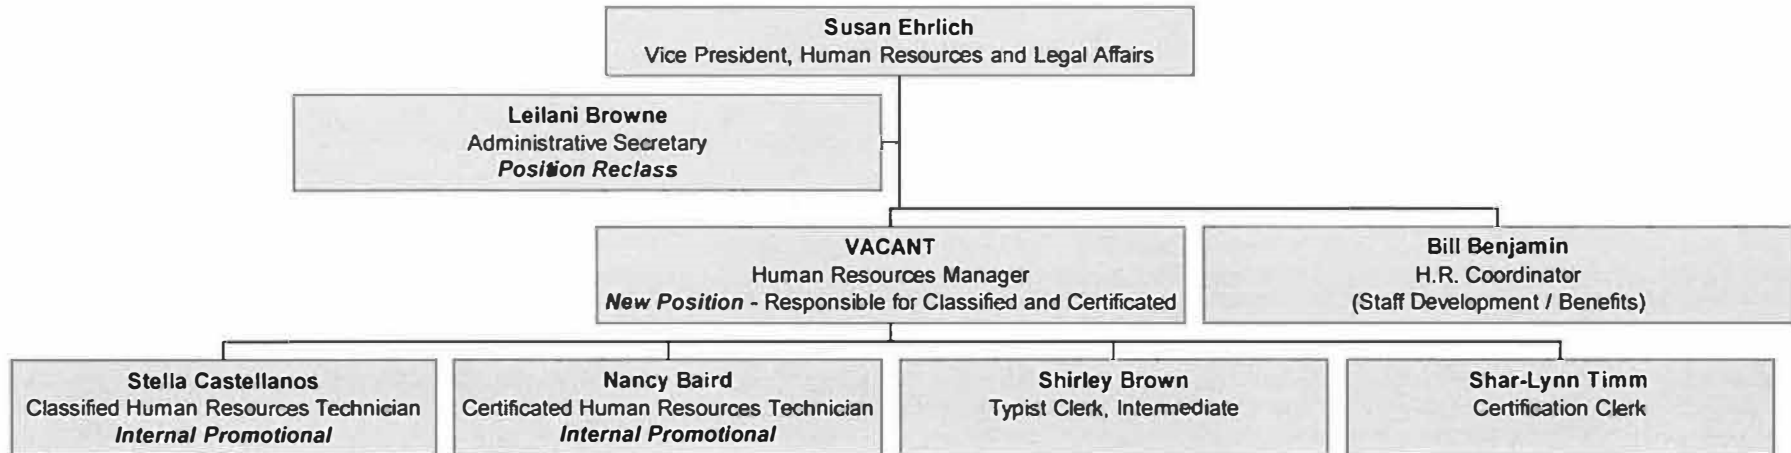 Susan Ehrlich
Vice President, Human Resources and Legal Affairs
Leilani Browne
Administrative Secretary
Position Reclass
VACANT
Human Resources Manager
New Position - Responsible for Classified and Certificated
Bill Benjamin
H.R. Coordinator
(Staff Development / Benefits)
Stella Castellanos
Classified Human Resources Technician
Internal Promotional
Nancy Baird
Certificated Human Resources Technician
Internal Promotional
Shirley Brown
Typist Clerk, Intermediate
Shar-Lynn Timm
Certification Clerk